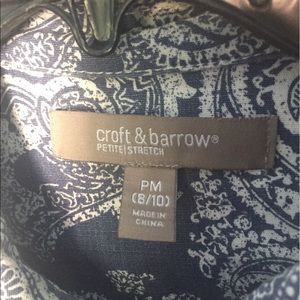 croft & barrow®
PETITE|STRETCH
PM
(8/10)
MADE IN
CHINA